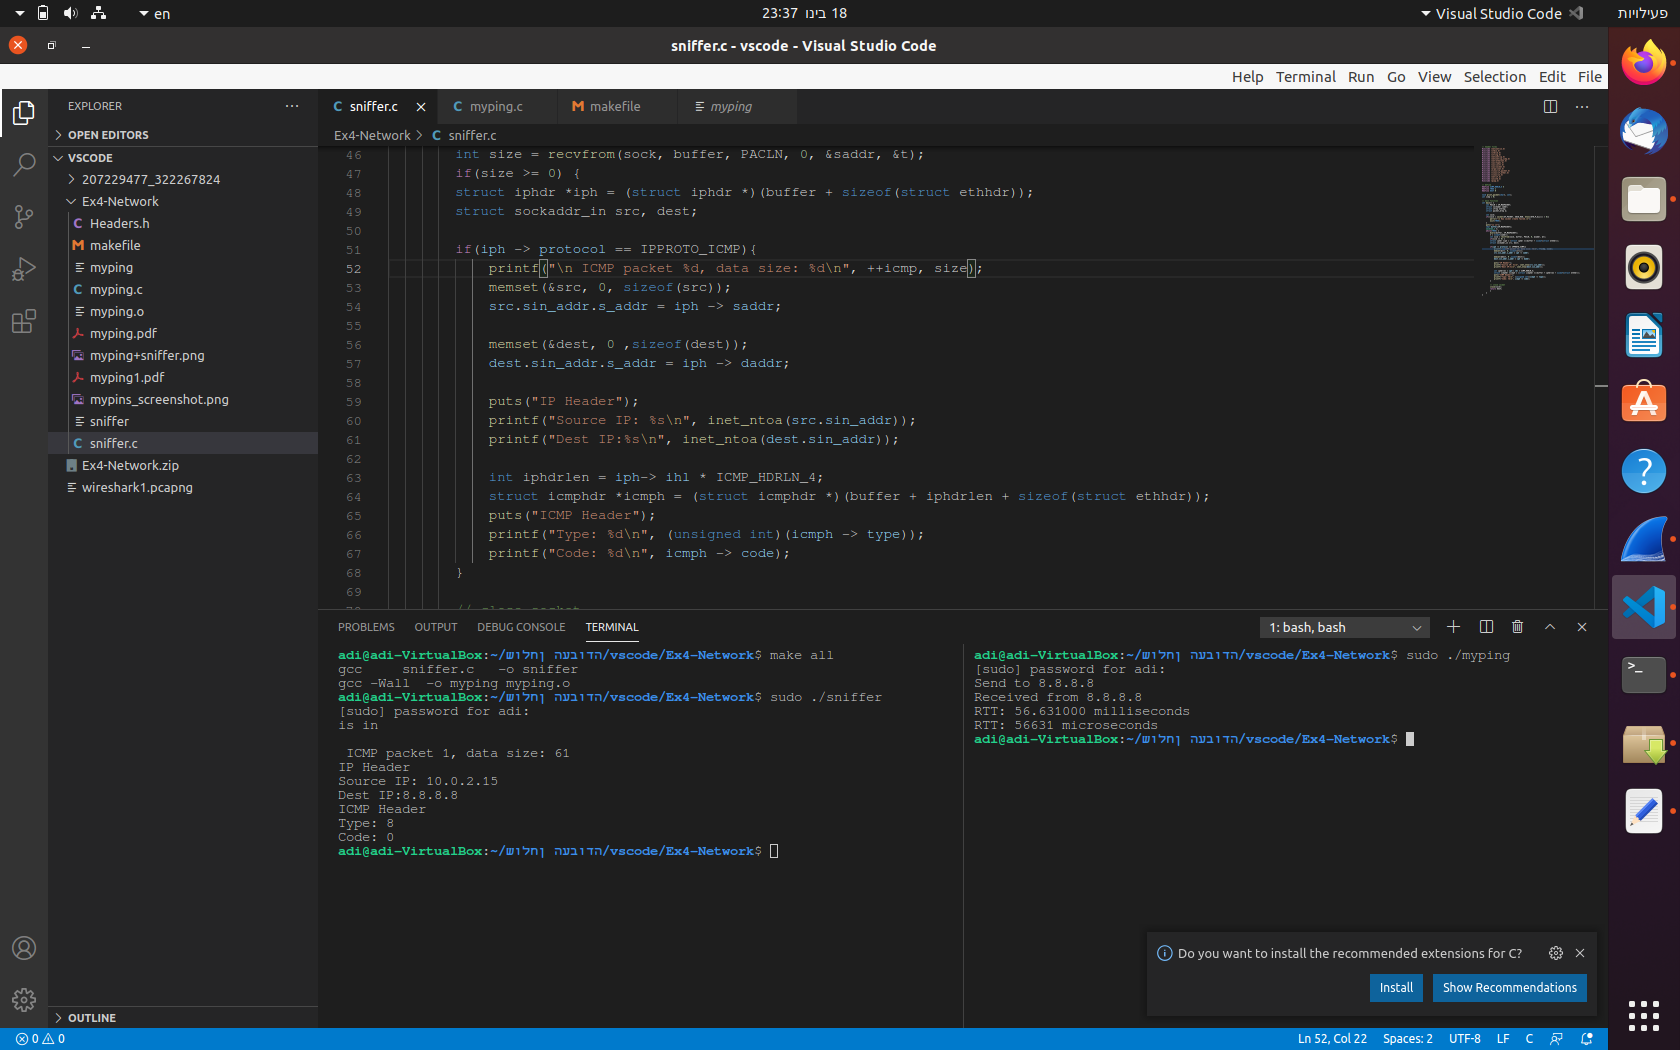 en
23:37 18 בינו
Visual Studio Code
פעילויות
sniffer.c - vscode - Visual Studio Code
Help Terminal Run Go View Selection Edit File
EXPLORER
OPEN EDITORS
VSCODE
207229477_322267824
Ex4-Network
Headers.h
makefile
myping
myping.c
myping.o
myping.pdf
myping+sniffer.png
myping1.pdf
mypins_screenshot.png
sniffer
sniffer.c
Ex4-Network.zip
wireshark1.pcapng
OUTLINE
sniffer.c myping.c makefile myping
Ex4-Network > C sniffer.c
46 int size = recvfrom(sock, buffer, PACLN, 0, &saddr, &t);
47 if(size >= 0) {
48 struct iphdr *iph = (struct iphdr *)(buffer + sizeof(struct ethhdr));
49 struct sockaddr_in src, dest;
50
51 if(iph -> protocol == IPPROTO_ICMP){
52 printf("\n ICMP packet %d, data size: %d\n", ++icmp, size);
53 memset(&src, 0, sizeof(src));
54 src.sin_addr.s_addr = iph -> saddr;
55
56 memset(&dest, 0 ,sizeof(dest));
57 dest.sin_addr.s_addr = iph -> daddr;
58
59 puts("IP Header");
60 printf("Source IP: %s\n", inet_ntoa(src.sin_addr));
61 printf("Dest IP:%s\n", inet_ntoa(dest.sin_addr));
62
63 int iphdrlen = iph-> ihl * ICMP_HDRLN_4;
64 struct icmphdr *icmph = (struct icmphdr *)(buffer + iphdrlen + sizeof(struct ethhdr));
65 puts("ICMP Header");
66 printf("Type: %d\n", (unsigned int)(icmph -> type));
67 printf("Code: %d\n", icmph -> code);
68 }
69
PROBLEMS OUTPUT DEBUG CONSOLE TERMINAL
1: bash, bash
adi@adi-VirtualBox:~/שולחן העבודה/vscode/Ex4-Network$ make all
gcc sniffer.c -o sniffer
gcc -Wall -o myping myping.o
adi@adi-VirtualBox:~/שולחן העבודה/vscode/Ex4-Network$ sudo ./sniffer
[sudo] password for adi:
is in
ICMP packet 1, data size: 61
IP Header
Source IP: 10.0.2.15
Dest IP:8.8.8.8
ICMP Header
Type: 8
Code: 0
adi@adi-VirtualBox:~/שולחן העבודה/vscode/Ex4-Network$
adi@adi-VirtualBox:~/שולחן העבודה/vscode/Ex4-Network$ sudo ./myping
[sudo] password for adi:
Send to 8.8.8.8
Received from 8.8.8.8
RTT: 56.631000 milliseconds
RTT: 56631 microseconds
adi@adi-VirtualBox:~/שולחן העבודה/vscode/Ex4-Network$
Do you want to install the recommended extensions for C?
Install Show Recommendations
0 0
Ln 52, Col 22 Spaces: 2 UTF-8 LF C